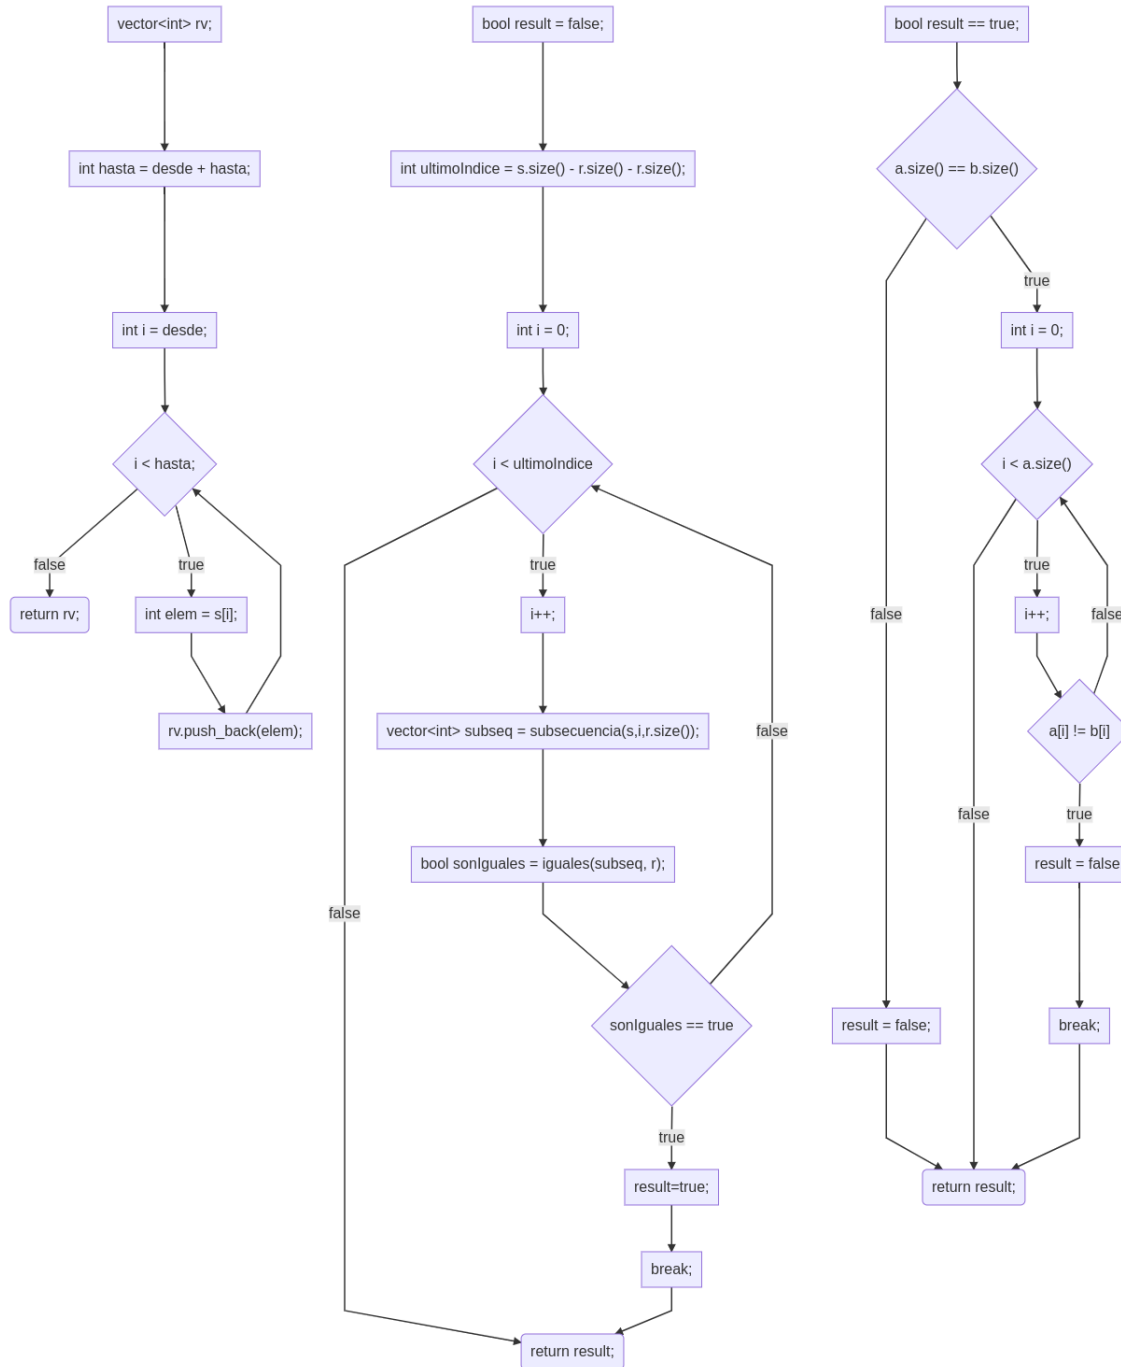 vector<int> rv;
int hasta = desde + hasta;
int i = desde;
i < hasta;
false
true
return rv;
int elem = s[i];
rv.push_back(elem);
bool result = false;
int ultimoIndice = s.size() - r.size() - r.size();
int i = 0;
i < ultimoIndice
true
i++;
vector<int> subseq = subsecuencia(s,i,r.size());
false
bool sonIguales = iguales(subseq, r);
false
sonIguales == true
true
result=true;
break;
return result;
bool result == true;
a.size() == b.size()
true
int i = 0;
i < a.size()
true
false
i++;
false
a[i] != b[i]
false
true
result = false
result = false;
break;
return result;